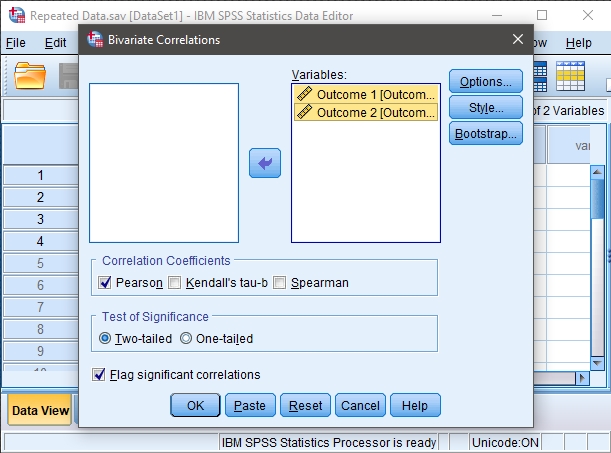 Repeated Data.sav [DataSet1] - IBM SPSS Statistics Data Editor
File Edit Help
Bivariate Correlations
Variables:
Outcome 1 [Outcom...
Outcome 2 [Outcom...
Options...
Style...
Bootstrap...
of 2 Variables
var
1
2
3
4
5
6
7
8
9
10
Correlation Coefficients
Pearson Kendall's tau-b Spearman
Test of Significance
Two-tailed One-tailed
Flag significant correlations
OK Paste Reset Cancel Help
Data View
IBM SPSS Statistics Processor is ready Unicode:ON